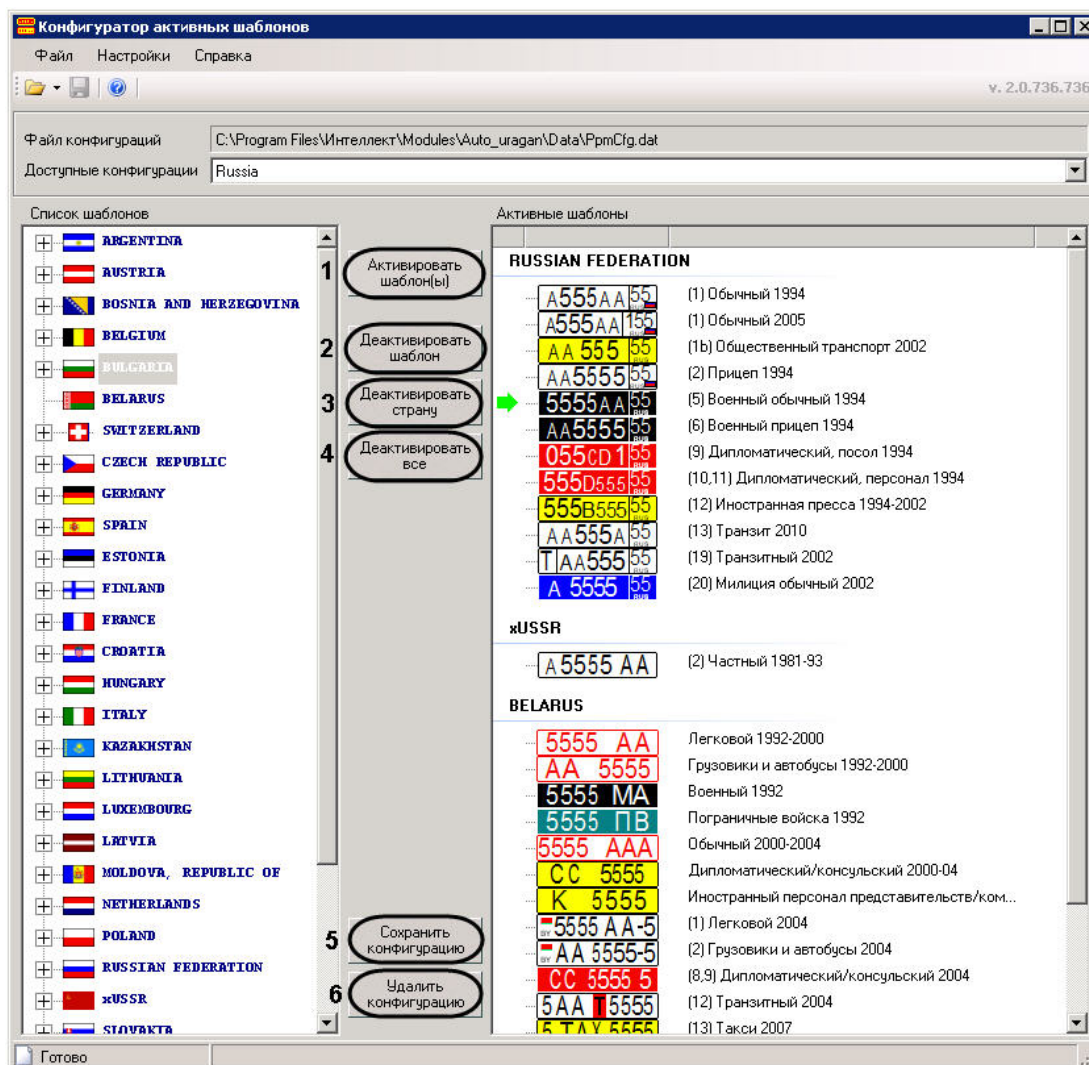 Конфигуратор активных шаблонов
Файл Настройки Справка
v. 2.0.736.736
Файл конфигураций C:\Program Files\Интеллект\Modules\Auto_uragan\Data\PpmCfg.dat
Доступные конфигурации Russia
Список шаблонов
ARGENTINA
AUSTRIA
BOSNIA AND HERZEGOVINA
BELGIUM
BULGARIA
BELARUS
SWITZERLAND
CZECH REPUBLIC
GERMANY
SPAIN
ESTONIA
FINLAND
FRANCE
CROATIA
HUNGARY
ITALY
KAZAKHSTAN
LITHUANIA
LUXEMBOURG
LATVIA
MOLDOVA, REPUBLIC OF
NETHERLANDS
POLAND
RUSSIAN FEDERATION
xUSSR
SLOVAKIA
1 Активировать
шаблон(ы)
2 Деактивировать
шаблон
3 Деактивировать
страну
4 Деактивировать
все
5 Сохранить
конфигурацию
6 Удалить
конфигурацию
Активные шаблоны
RUSSIAN FEDERATION
A555AA 55 (1) Обычный 1994
A555AA 155 (1) Обычный 2005
AA 555 55 (1b) Общественный транспорт 2002
AA5555 55 (2) Прицеп 1994
5555AA 55 (5) Военный обычный 1994
AA5555 55 (6) Военный прицеп 1994
055CD 1 55 (9) Дипломатический, посол 1994
555D555 55 (10,11) Дипломатический, персонал 1994
555B555 55 (12) Иностранная пресса 1994-2002
AA555A 55 (13) Транзит 2010
T AA555 55 (19) Транзитный 2002
A 5555 55 (20) Милиция обычный 2002
xUSSR
A 5555 AA (2) Частный 1981-93
BELARUS
5555 AA Легковой 1992-2000
AA 5555 Грузовики и автобусы 1992-2000
5555 MA Военный 1992
5555 ПВ Пограничные войска 1992
5555 AAA Обычный 2000-2004
CC 5555 Дипломатический/консульский 2000-04
K 5555 Иностранный персонал представительств/ком...
5555 AA-5 (1) Легковой 2004
AA 5555-5 (2) Грузовики и автобусы 2004
CC 5555 5 (8,9) Дипломатический/консульский 2004
5AA T 5555 (12) Транзитный 2004
5 TAX 5555 (13) Такси 2007
Готово